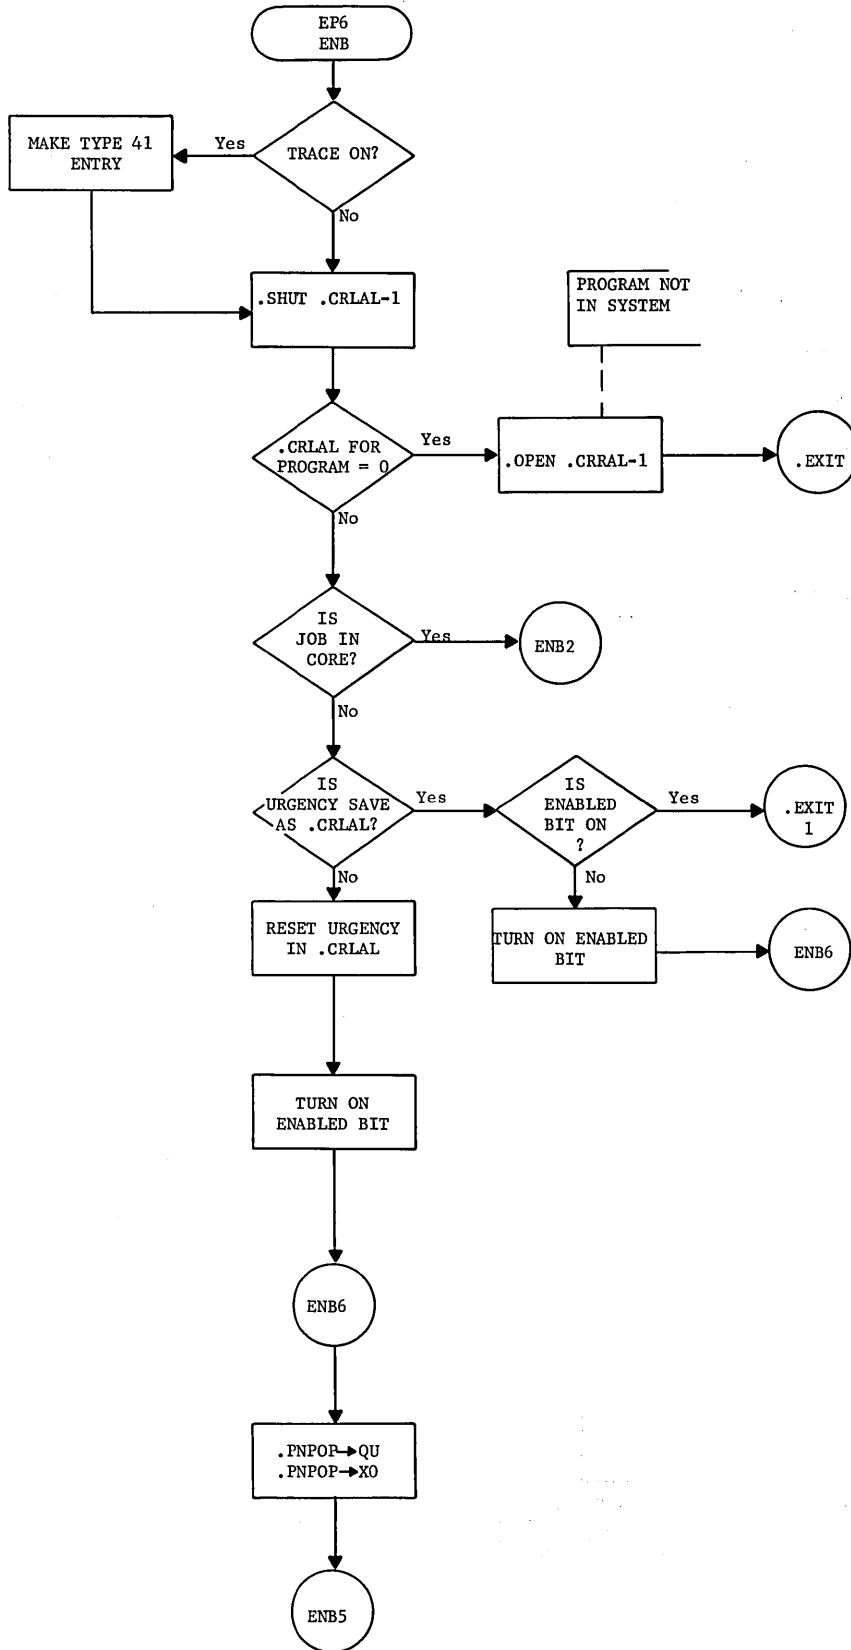 EP6
ENB
TRACE ON?
Yes
MAKE TYPE 41
ENTRY
No
.SHUT .CRLAL-1
PROGRAM NOT
IN SYSTEM
.CRLAL FOR
PROGRAM = 0
Yes
.OPEN .CRRAL-1
.EXIT
No
IS
JOB IN
CORE?
Yes
ENB2
No
IS
URGENCY SAVE
AS .CRLAL?
Yes
IS
ENABLED
BIT ON
?
Yes
.EXIT
1
No
No
RESET URGENCY
IN .CRLAL
TURN ON ENABLED
BIT
ENB6
TURN ON
ENABLED BIT
ENB6
.PNPOP→QU
.PNPOP→XO
ENB5